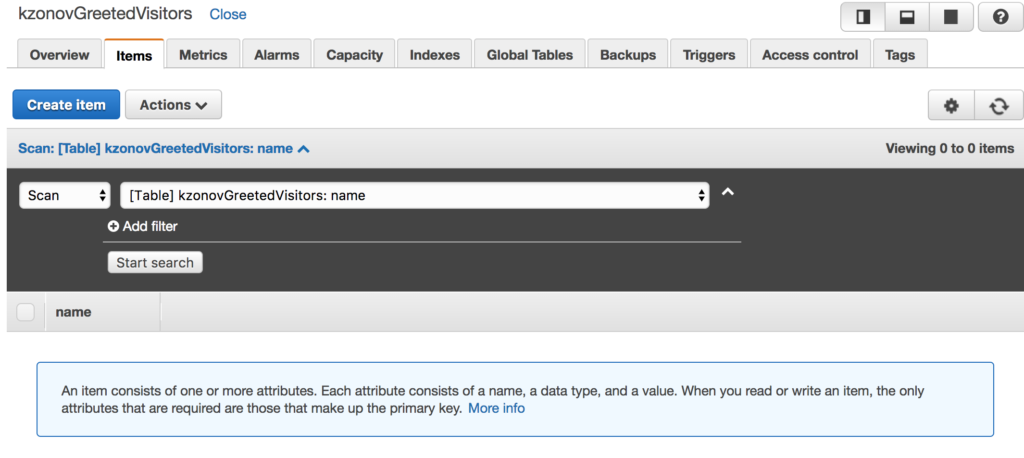 kzonovGreetedVisitors Close
Overview Items Metrics Alarms Capacity Indexes Global Tables Backups Triggers Access control Tags
Create item Actions
Scan: [Table] kzonovGreetedVisitors: name Viewing 0 to 0 items
Scan [Table] kzonovGreetedVisitors: name
Add filter
Start search
name
An item consists of one or more attributes. Each attribute consists of a name, a data type, and a value. When you read or write an item, the only
attributes that are required are those that make up the primary key. More info